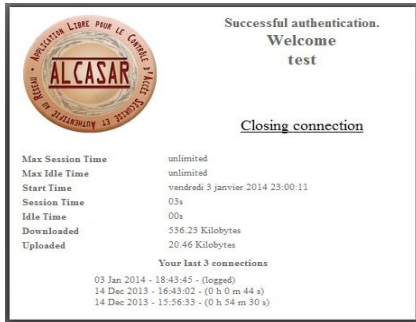 APPLICATION LIBRE POUR LE CONTRÔLE D'ACCÈS SÉCURISÉ ET AUTHENTIFIÉ AU RÉSEAU
ALCASAR
Successful authentication.
Welcome
test
Closing connection
Max Session Time unlimited
Max Idle Time unlimited
Start Time vendredi 3 janvier 2014 23:00:11
Session Time 03s
Idle Time 00s
Downloaded 536.23 Kilobytes
Uploaded 20.46 Kilobytes
Your last 3 connections
03 Jan 2014 - 18:43:45 - (logged)
14 Dec 2013 - 16:43:02 - (0 h 0 m 44 s)
14 Dec 2013 - 15:56:33 - (0 h 54 m 30 s)